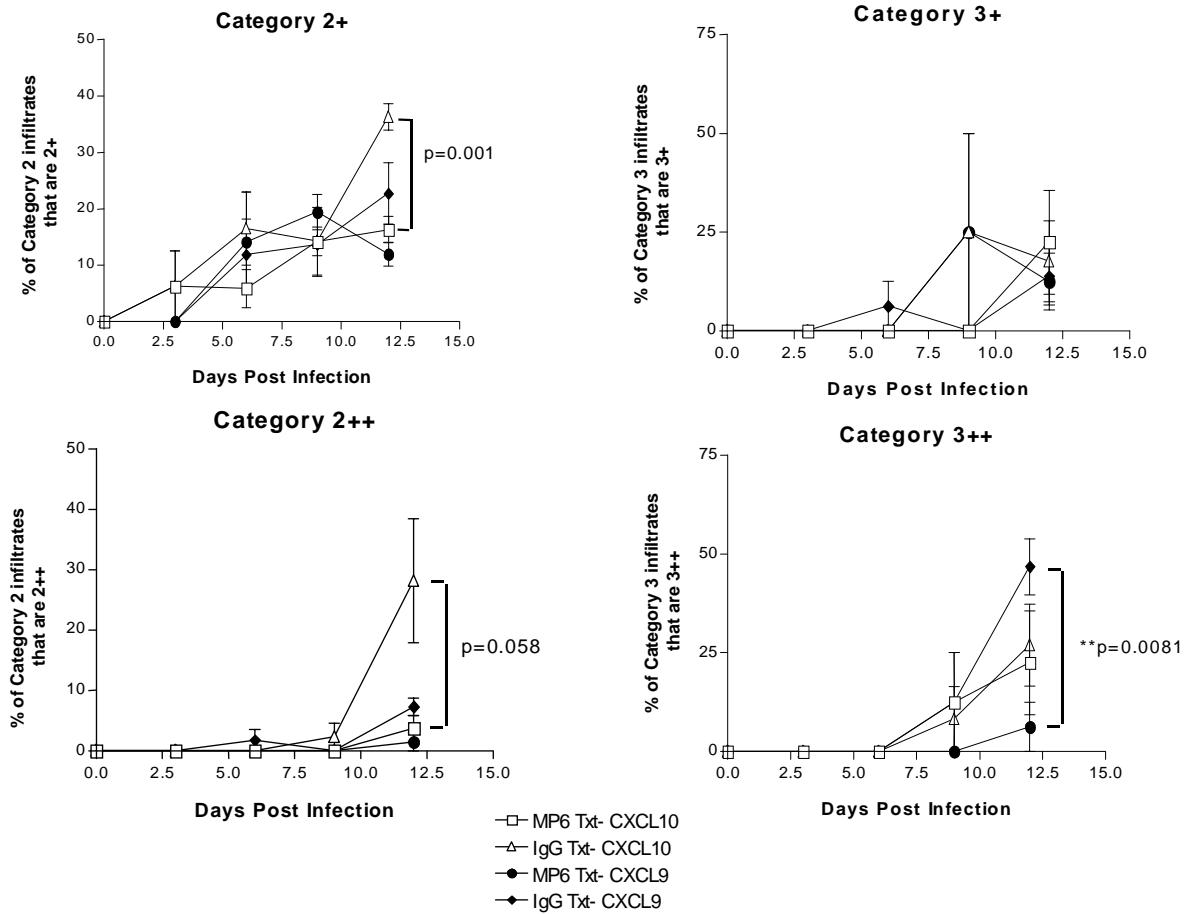 Category 2+
% of Category 2 infiltrates
that are 2+
50
40
30
20
10
0
p=0.001
0.0 2.5 5.0 7.5 10.0 12.5 15.0
Days Post Infection
Category 3+
% of Category 3 infiltrates
that are 3+
75
50
25
0
0.0 2.5 5.0 7.5 10.0 12.5 15.0
Days Post Infection
Category 2++
% of Category 2 infiltrates
that are 2++
50
40
30
20
10
0
p=0.058
0.0 2.5 5.0 7.5 10.0 12.5 15.0
Days Post Infection
Category 3++
% of Category 3 infiltrates
that are 3++
75
50
25
0
**p=0.0081
0.0 2.5 5.0 7.5 10.0 12.5 15.0
Days Post Infection
MP6 Txt- CXCL10
IgG Txt- CXCL10
MP6 Txt- CXCL9
IgG Txt- CXCL9